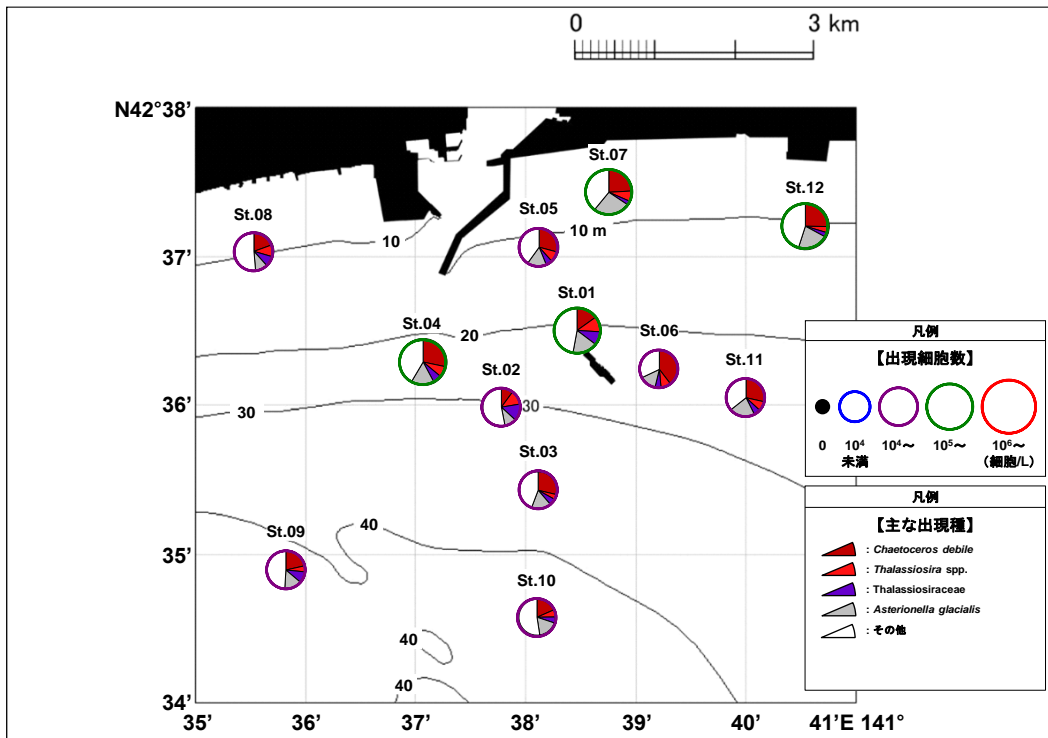 0 3 km
N42°38’
St.07
St.12
St.08
St.05
10
10 m
37’
St.01
St.04
20
St.06
St.11
St.02
36’
30
30
St.03
St.09
40
35’
St.10
40
40
34’
35’ 36’ 37’ 38’ 39’ 40’ 41’E 141°
凡例
【出現細胞数】
0 10⁴ 10⁴～ 10⁵～ 10⁶～
未満 (細胞/L)
凡例
【主な出現種】
: Chaetoceros debile
: Thalassiosira spp.
: Thalassiosiraceae
: Asterionella glacialis
: その他